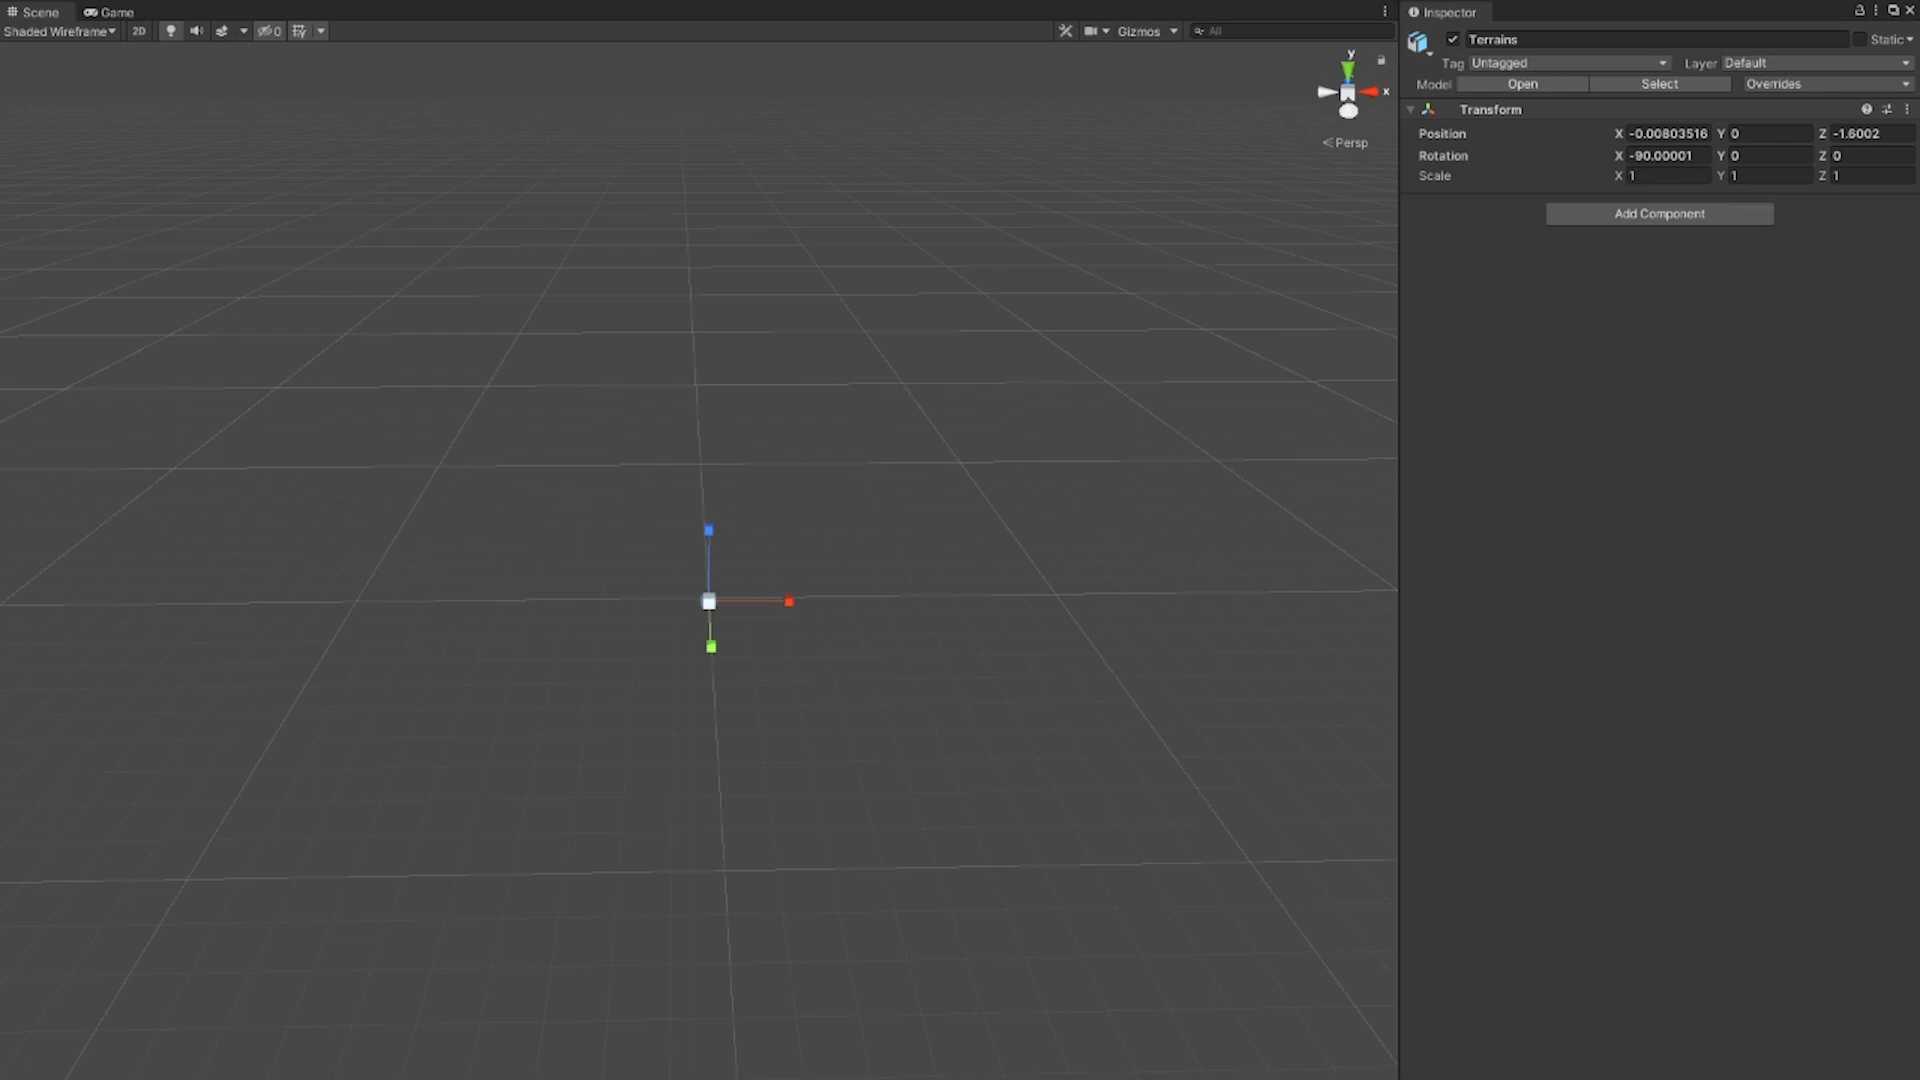 Scene Game
Shaded Wireframe 2D 0 Gizmos All
y
x
Persp
Inspector
Terrains Static
Tag Untagged Layer Default
Model Open Select Overrides
Transform
Position X -0.00803516 Y 0 Z -1.6002
Rotation X -90.00001 Y 0 Z 0
Scale X 1 Y 1 Z 1
Add Component